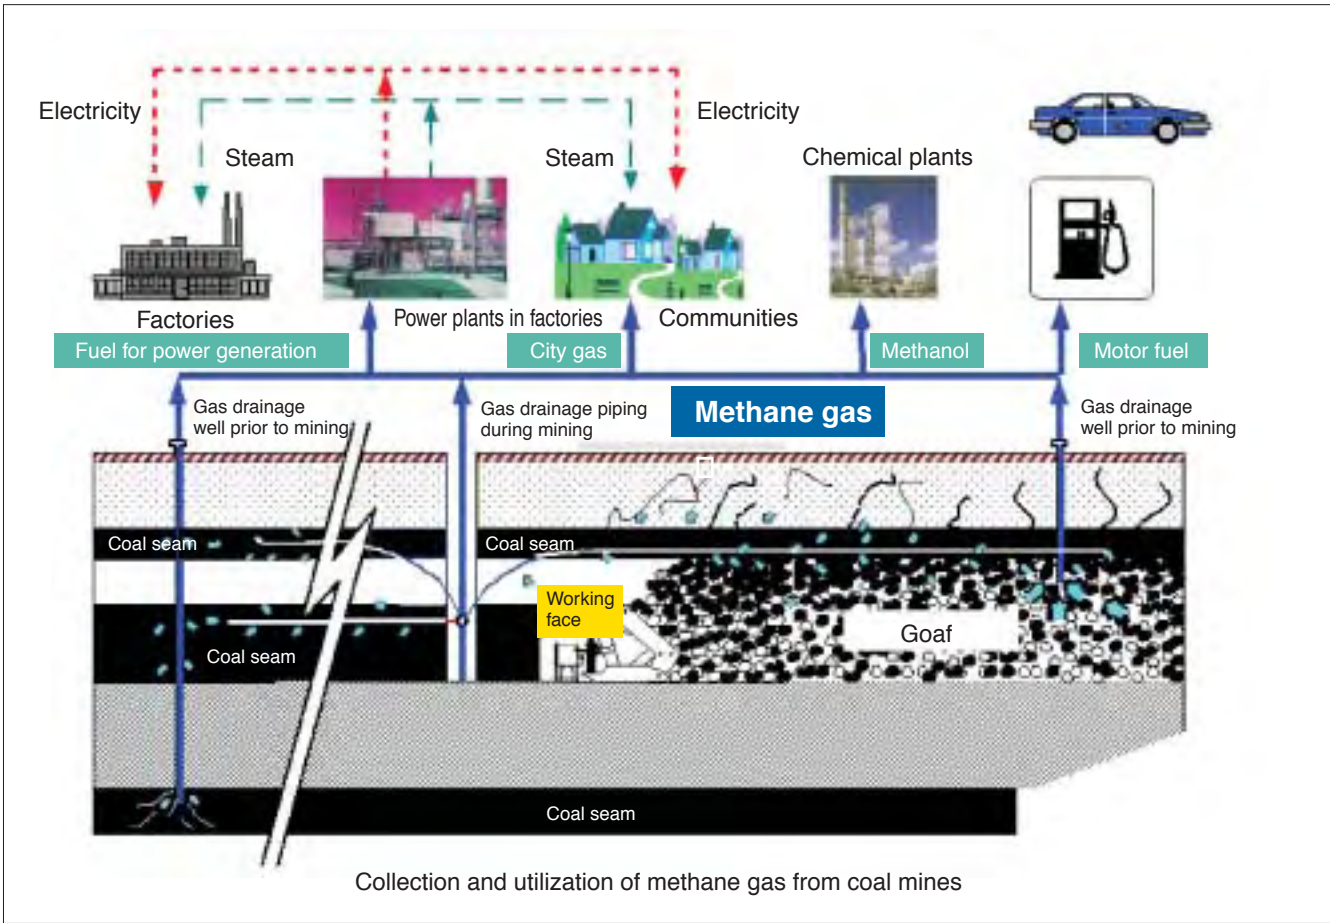 Electricity
Electricity
Steam
Steam
Chemical plants
Factories
Power plants in factories
Communities
Fuel for power generation
City gas
Methanol
Motor fuel
Gas drainage
well prior to mining
Gas drainage piping
during mining
Methane gas
Gas drainage
well prior to mining
Coal seam
Coal seam
Working
face
Goaf
Coal seam
Coal seam
Collection and utilization of methane gas from coal mines